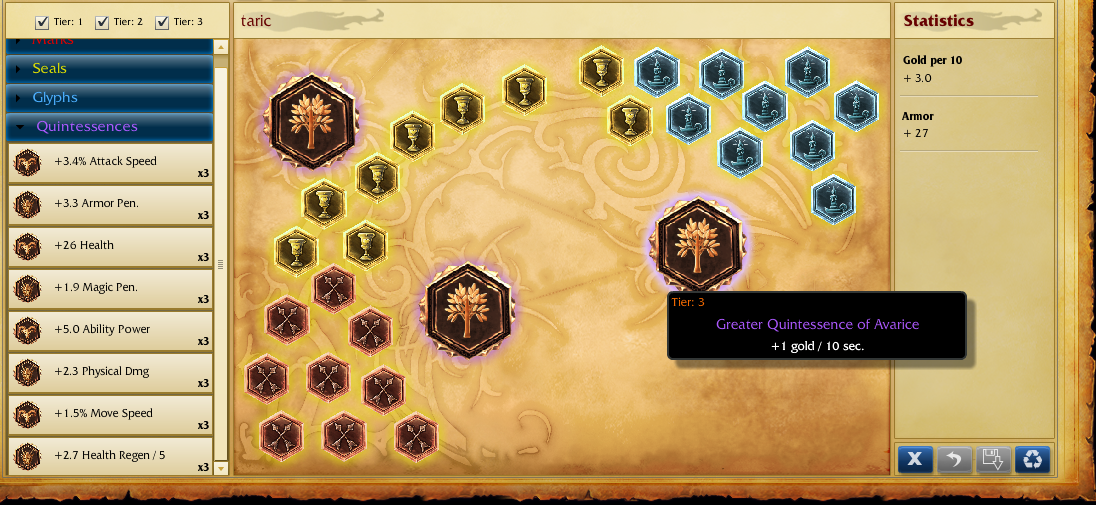 Tier: 1
Tier: 2
Tier: 3
Marks
Seals
Glyphs
Quintessences
+3.4% Attack Speed
x3
+3.3 Armor Pen.
x3
+26 Health
x3
+1.9 Magic Pen.
x3
+5.0 Ability Power
x3
+2.3 Physical Dmg
x3
+1.5% Move Speed
x3
+2.7 Health Regen / 5
x3
taric
Tier: 3
Greater Quintessence of Avarice
+1 gold / 10 sec.
Statistics
Gold per 10
+ 3.0
Armor
+ 27
X